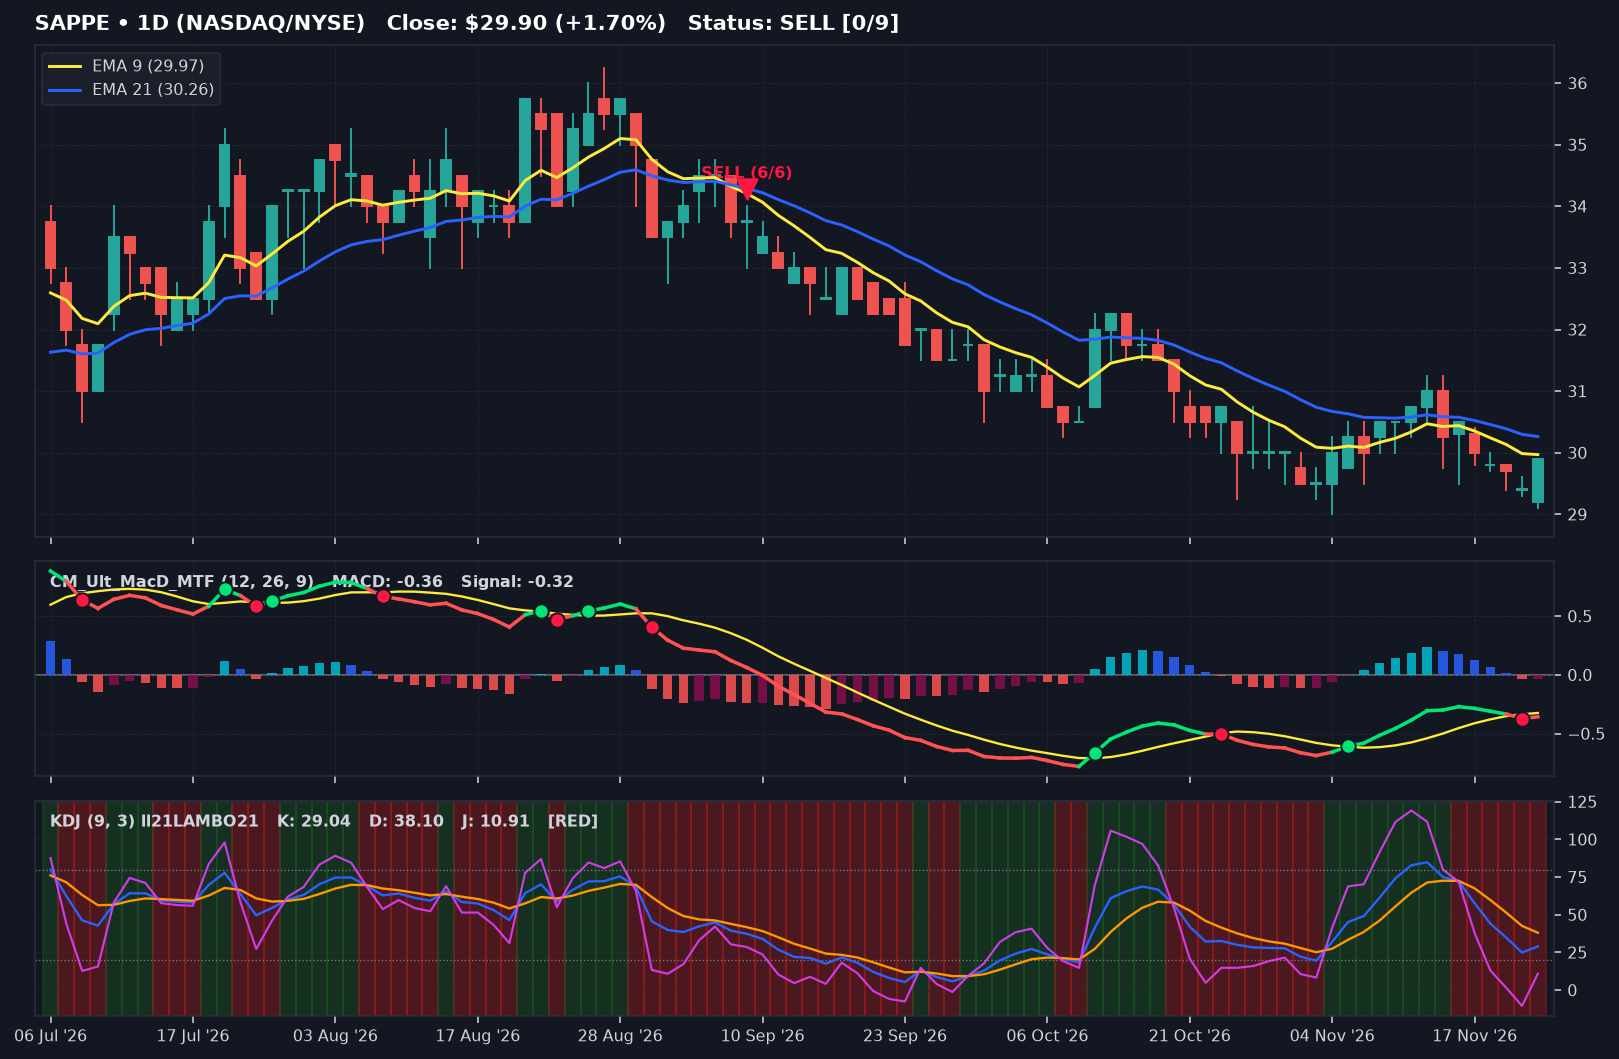 SAPPE • 1D (NASDAQ/NYSE)   Close: $29.90 (+1.70%)   Status: SELL [0/9]
EMA 9 (29.97)
EMA 21 (30.26)
SELL (6/6)
36
35
34
33
32
31
30
29
CM_Ult_MacD_MTF (12, 26, 9)   MACD: -0.36   Signal: -0.32
0.5
0.0
−0.5
KDJ (9, 3) II21LAMBO21   K: 29.04   D: 38.10   J: 10.91   [RED]
125
100
75
50
25
0
06 Jul '26   17 Jul '26   03 Aug '26   17 Aug '26   28 Aug '26   10 Sep '26   23 Sep '26   06 Oct '26   21 Oct '26   04 Nov '26   17 Nov '26